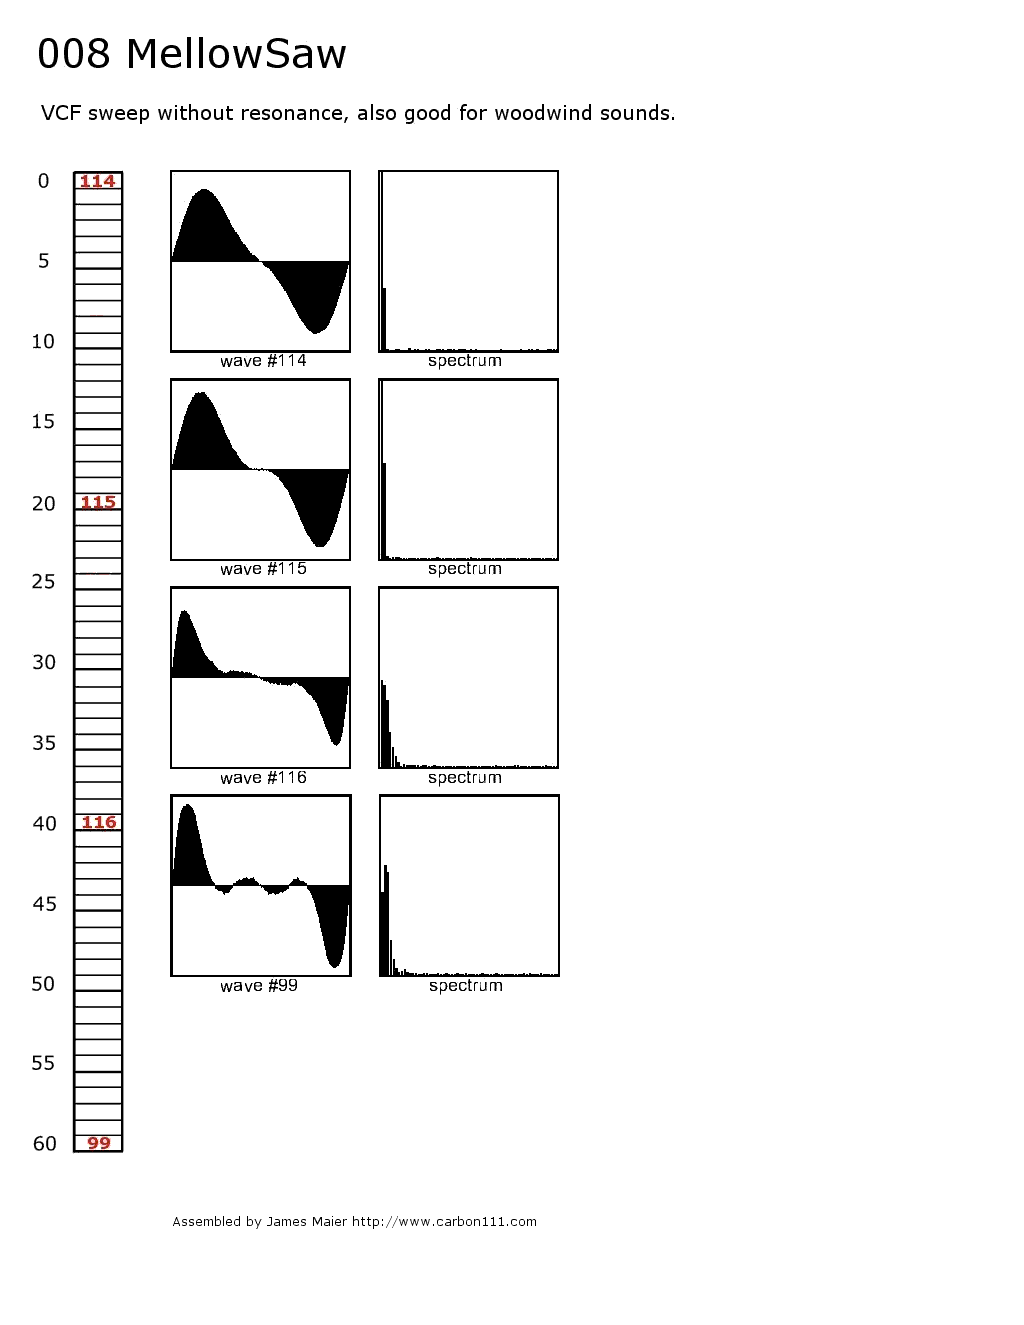 008 MellowSaw
VCF sweep without resonance, also good for woodwind sounds.
0 114
5
10
wave #114 spectrum
15
20 115
25
wave #115 spectrum
30
35
wave #116 spectrum
40 116
45
50
wave #99 spectrum
55
60 99
Assembled by James Maier http://www.carbon111.com